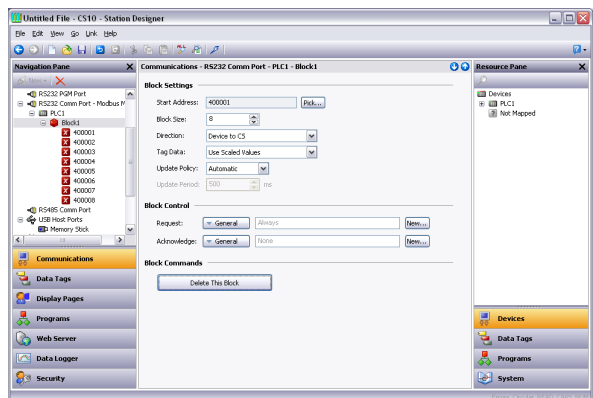 Untitled File - CS10 - Station Designer
File Edit View Go Link Help
Navigation Pane
New
RS232 PGM Port
RS232 Comm Port - Modbus M
PLC1
Block1
400001
400002
400003
400004
400005
400006
400007
400008
RS485 Comm Port
USB Host Ports
Memory Stick
Communications
Data Tags
Display Pages
Programs
Web Server
Data Logger
Security
Communications - RS232 Comm Port - PLC1 - Block1
Block Settings
Start Address: 400001 Pick...
Block Size: 8
Direction: Device to CS
Tag Data: Use Scaled Values
Update Policy: Automatic
Update Period: 500 ms
Block Control
Request: General Always New...
Acknowledge: General None New...
Block Commands
Delete This Block
Resource Pane
Devices
PLC1
Not Mapped
Devices
Data Tags
Programs
System